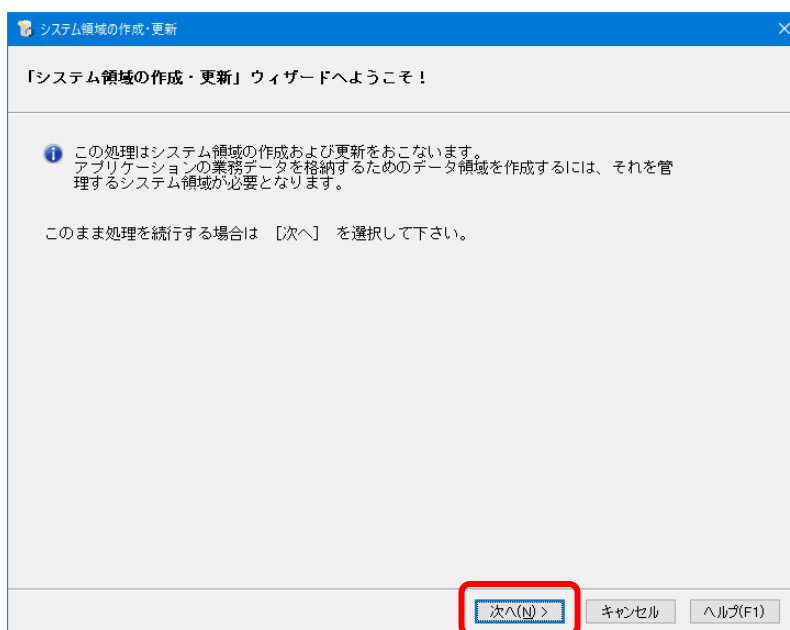 システム領域の作成・更新
「システム領域の作成・更新」ウィザードへようこそ！
この処理はシステム領域の作成および更新をおこないます。
アプリケーションの業務データを格納するためのデータ領域を作成するには、それを管
理するシステム領域が必要となります。
このまま処理を続行する場合は ［次へ］ を選択して下さい。
次へ(N) > キャンセル ヘルプ(F1)